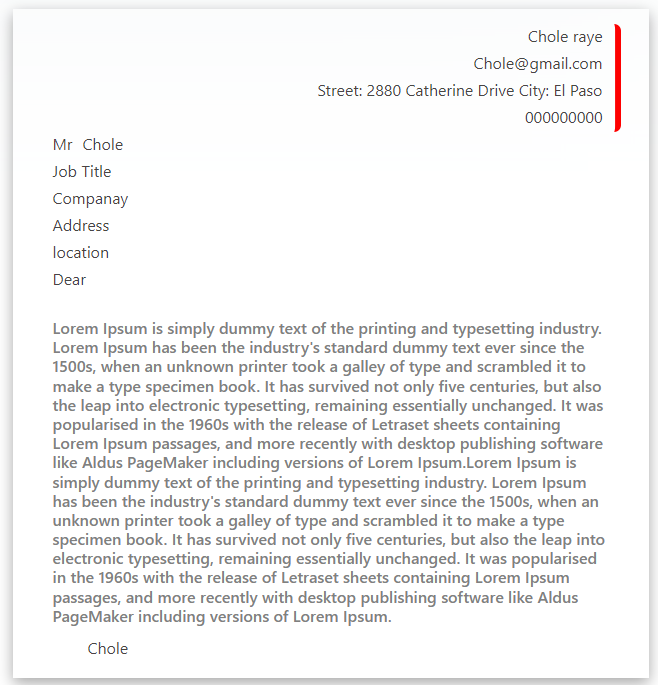 Chole raye
Chole@gmail.com
Street: 2880 Catherine Drive City: El Paso
000000000
Mr Chole
Job Title
Companay
Address
location
Dear
Lorem Ipsum is simply dummy text of the printing and typesetting industry.
Lorem Ipsum has been the industry's standard dummy text ever since the
1500s, when an unknown printer took a galley of type and scrambled it to
make a type specimen book. It has survived not only five centuries, but also
the leap into electronic typesetting, remaining essentially unchanged. It was
popularised in the 1960s with the release of Letraset sheets containing
Lorem Ipsum passages, and more recently with desktop publishing software
like Aldus PageMaker including versions of Lorem Ipsum.Lorem Ipsum is
simply dummy text of the printing and typesetting industry. Lorem Ipsum
has been the industry's standard dummy text ever since the 1500s, when an
unknown printer took a galley of type and scrambled it to make a type
specimen book. It has survived not only five centuries, but also the leap into
electronic typesetting, remaining essentially unchanged. It was popularised
in the 1960s with the release of Letraset sheets containing Lorem Ipsum
passages, and more recently with desktop publishing software like Aldus
PageMaker including versions of Lorem Ipsum.
Chole